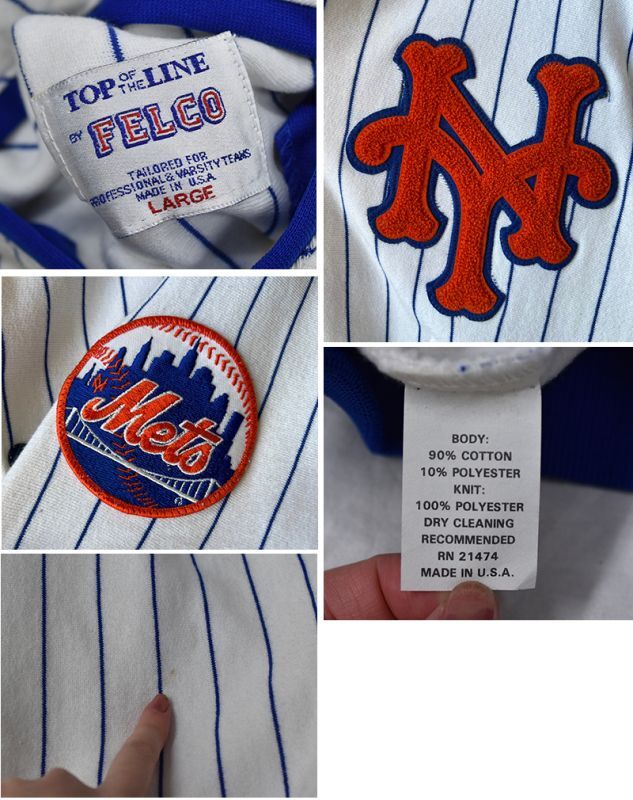 TOP OF THE LINE
BY FELCO
TAILORED FOR
PROFESSIONAL & VARSITY TEAMS
MADE IN U.S.A.
LARGE
NY
Mets
BODY:
90% COTTON
10% POLYESTER
KNIT:
100% POLYESTER
DRY CLEANING
RECOMMENDED
RN 21474
MADE IN U.S.A.